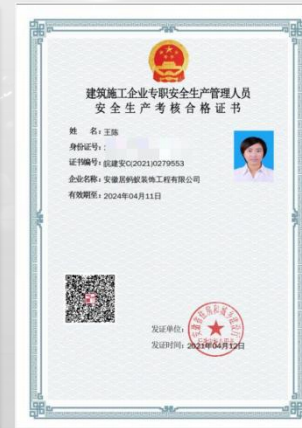 建筑施工企业专职安全生产管理人员
安全生产考核合格证书
姓 名：王陈
身份证号：
证书编号：皖建安C(2021)0279553
企业名称：安徽居蚂蚁装饰工程有限公司
有效期至：2024年04月11日
发证单位：
发证时间：2021年04月12日